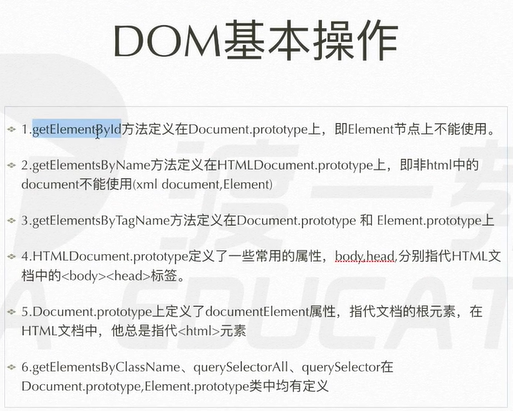 DOM基本操作
1.getElementById方法定义在Document.prototype上，即Element节点上不能使用。
2.getElementsByName方法定义在HTMLDocument.prototype上，即非html中的
document不能使用(xml document,Element)
3.getElementsByTagName方法定义在Document.prototype 和 Element.prototype上
4.HTMLDocument.prototype定义了一些常用的属性，body,head,分别指代HTML文
档中的<body><head>标签。
5.Document.prototype上定义了documentElement属性，指代文档的根元素，在
HTML文档中，他总是指代<html>元素
6.getElementsByClassName、querySelectorAll、querySelector在
Document.prototype,Element.prototype类中均有定义